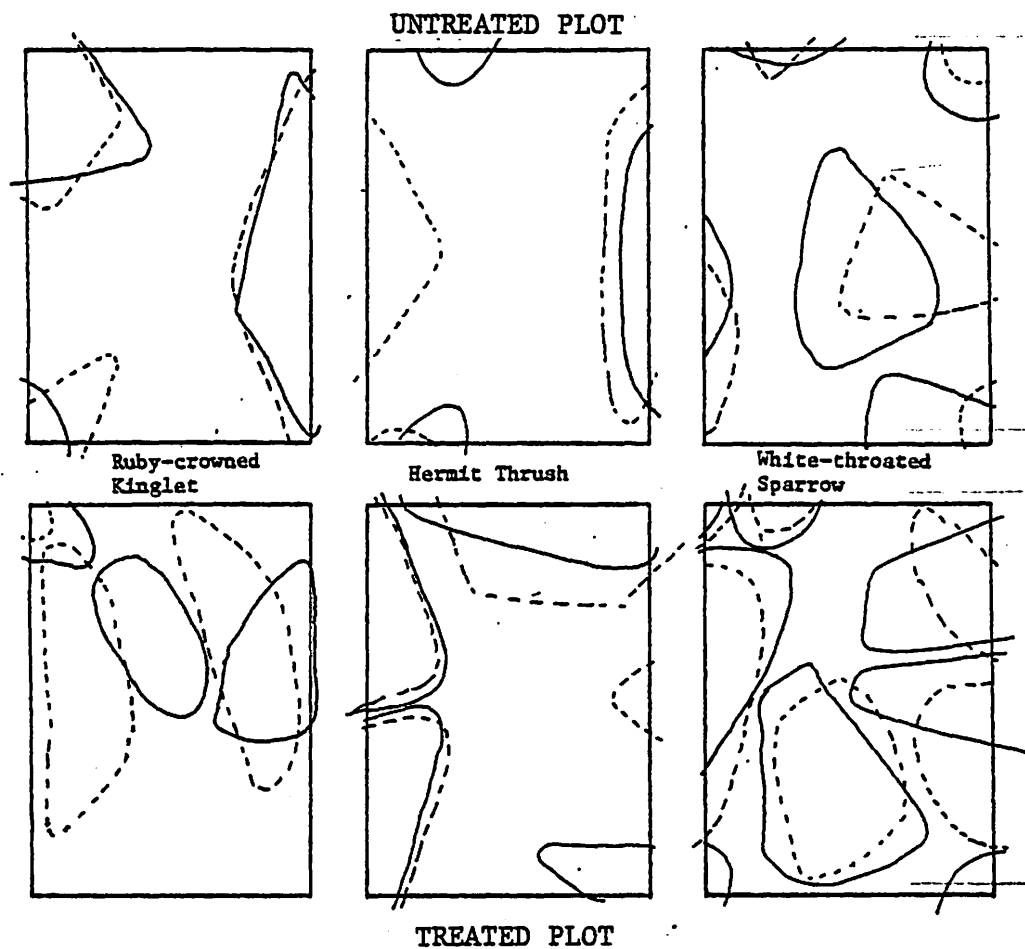 UNTREATED PLOT
Ruby-crowned
Kinglet
Hermit Thrush
White-throated
Sparrow
TREATED PLOT